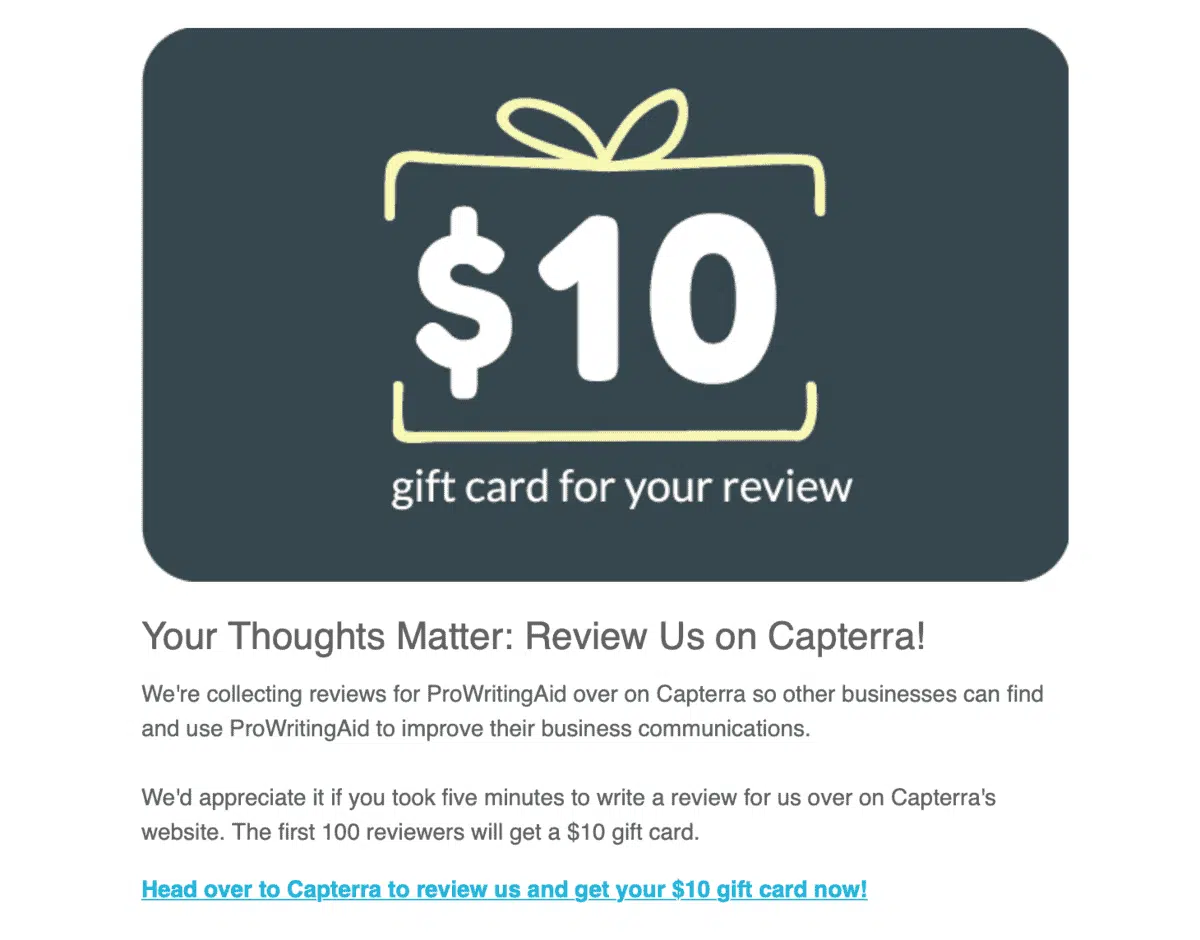 $10
gift card for your review
Your Thoughts Matter: Review Us on Capterra!
We're collecting reviews for ProWritingAid over on Capterra so other businesses can find
and use ProWritingAid to improve their business communications.
We'd appreciate it if you took five minutes to write a review for us over on Capterra's
website. The first 100 reviewers will get a $10 gift card.
Head over to Capterra to review us and get your $10 gift card now!